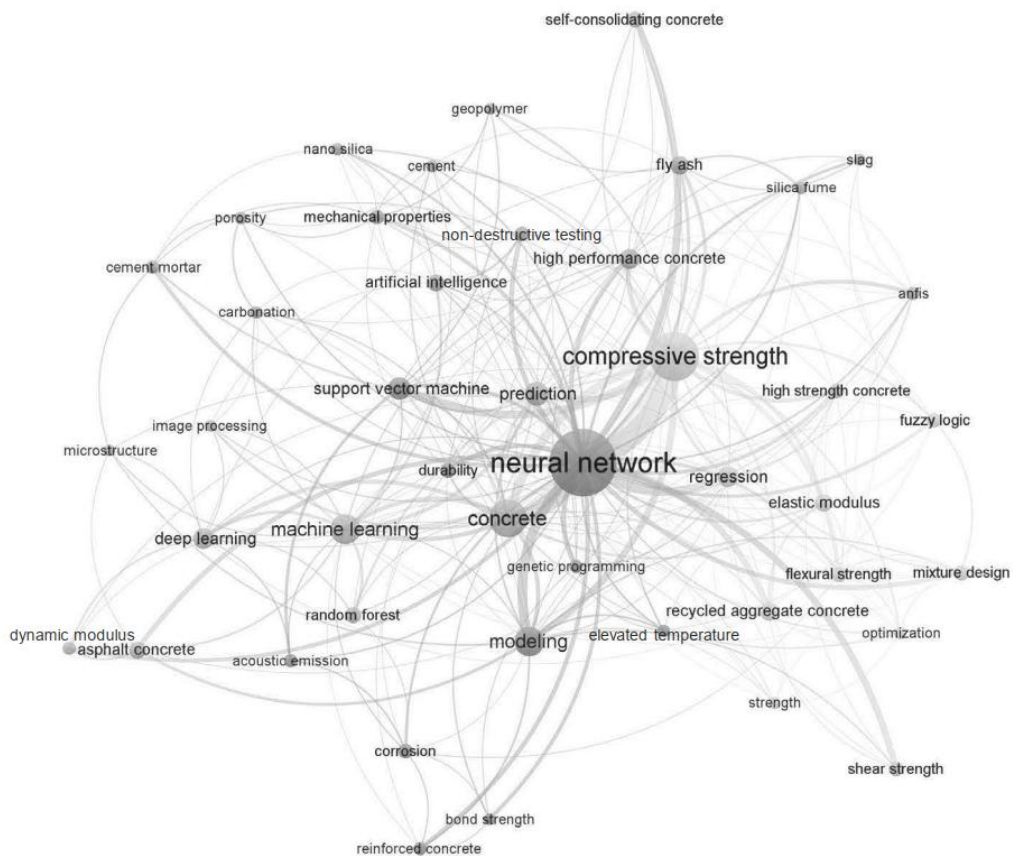 self-consolidating concrete
geopolymer
nano silica
cement
fly ash
slag
silica fume
porosity
mechanical properties
non-destructive testing
high performance concrete
cement mortar
artificial intelligence
anfis
carbonation
compressive strength
support vector machine
prediction
high strength concrete
image processing
fuzzy logic
microstructure
durability
neural network
regression
elastic modulus
deep learning
machine learning
concrete
genetic programming
flexural strength
mixture design
random forest
recycled aggregate concrete
dynamic modulus
asphalt concrete
modeling
elevated temperature
optimization
acoustic emission
strength
corrosion
shear strength
bond strength
reinforced concrete